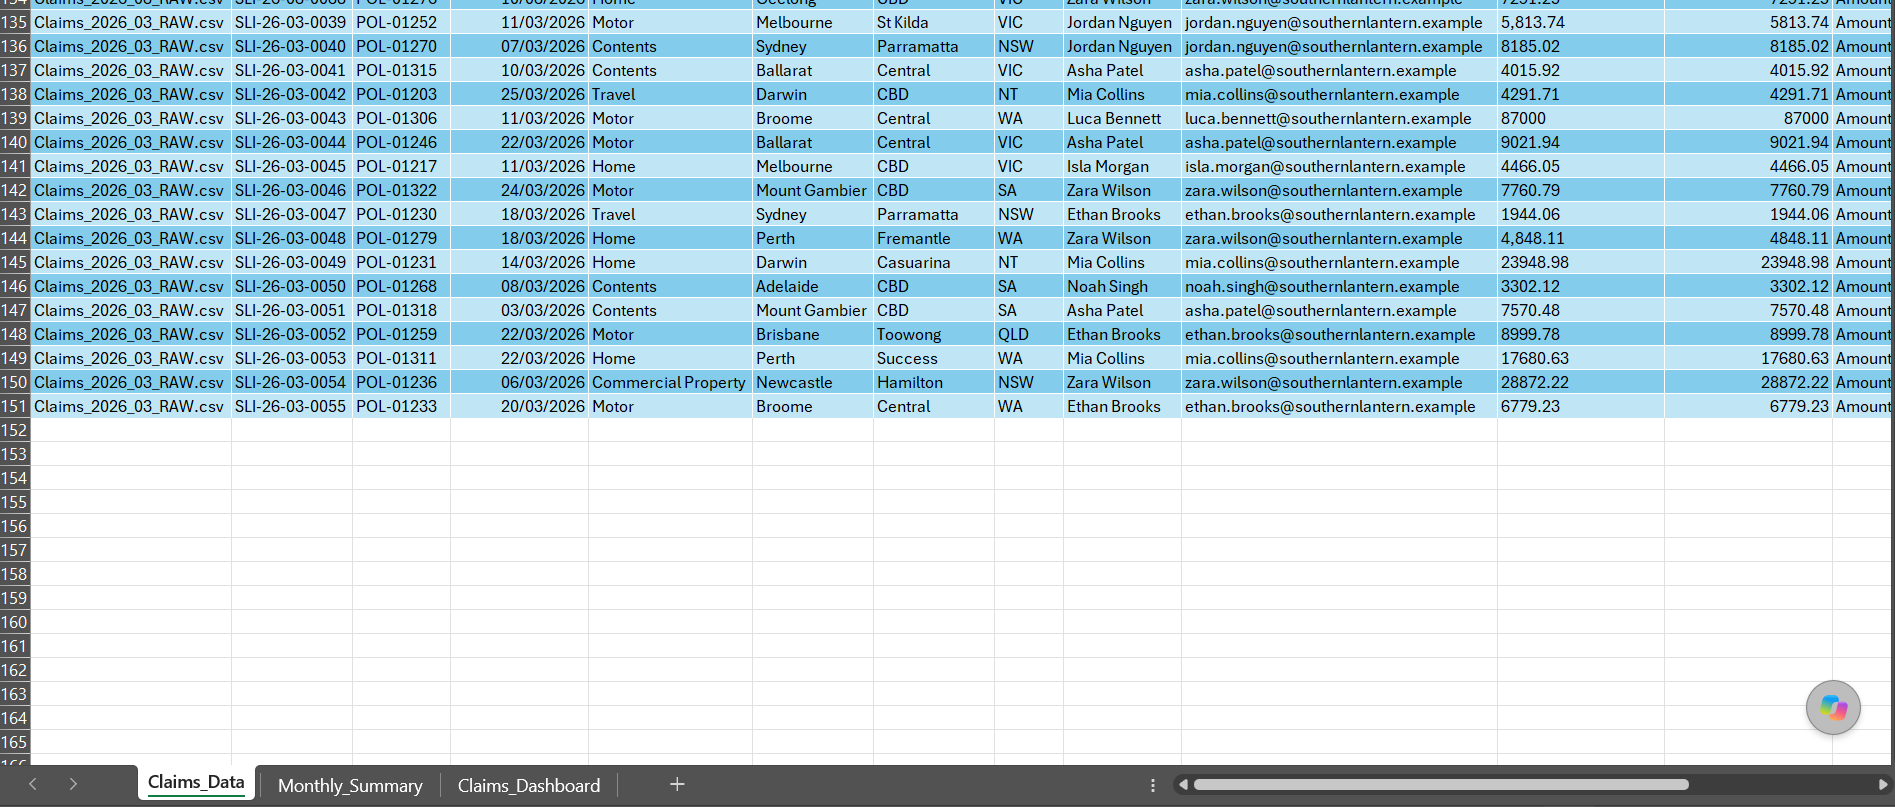 135 Claims_2026_03_RAW.csv SLI-26-03-0039 POL-01252 11/03/2026 Motor Melbourne St Kilda VIC Jordan Nguyen jordan.nguyen@southernlantern.example 5,813.74 5813.74 Amount
136 Claims_2026_03_RAW.csv SLI-26-03-0040 POL-01270 07/03/2026 Contents Sydney Parramatta NSW Jordan Nguyen jordan.nguyen@southernlantern.example 8185.02 8185.02 Amount
137 Claims_2026_03_RAW.csv SLI-26-03-0041 POL-01315 10/03/2026 Contents Ballarat Central VIC Asha Patel asha.patel@southernlantern.example 4015.92 4015.92 Amount
138 Claims_2026_03_RAW.csv SLI-26-03-0042 POL-01203 25/03/2026 Travel Darwin CBD NT Mia Collins mia.collins@southernlantern.example 4291.71 4291.71 Amount
139 Claims_2026_03_RAW.csv SLI-26-03-0043 POL-01306 11/03/2026 Motor Broome Central WA Luca Bennett luca.bennett@southernlantern.example 87000 87000 Amount
140 Claims_2026_03_RAW.csv SLI-26-03-0044 POL-01246 22/03/2026 Motor Ballarat Central VIC Asha Patel asha.patel@southernlantern.example 9021.94 9021.94 Amount
141 Claims_2026_03_RAW.csv SLI-26-03-0045 POL-01217 11/03/2026 Home Melbourne CBD VIC Isla Morgan isla.morgan@southernlantern.example 4466.05 4466.05 Amount
142 Claims_2026_03_RAW.csv SLI-26-03-0046 POL-01322 24/03/2026 Motor Mount Gambier CBD SA Zara Wilson zara.wilson@southernlantern.example 7760.79 7760.79 Amount
143 Claims_2026_03_RAW.csv SLI-26-03-0047 POL-01230 18/03/2026 Travel Sydney Parramatta NSW Ethan Brooks ethan.brooks@southernlantern.example 1944.06 1944.06 Amount
144 Claims_2026_03_RAW.csv SLI-26-03-0048 POL-01279 18/03/2026 Home Perth Fremantle WA Zara Wilson zara.wilson@southernlantern.example 4,848.11 4848.11 Amount
145 Claims_2026_03_RAW.csv SLI-26-03-0049 POL-01231 14/03/2026 Home Darwin Casuarina NT Mia Collins mia.collins@southernlantern.example 23948.98 23948.98 Amount
146 Claims_2026_03_RAW.csv SLI-26-03-0050 POL-01268 08/03/2026 Contents Adelaide CBD SA Noah Singh noah.singh@southernlantern.example 3302.12 3302.12 Amount
147 Claims_2026_03_RAW.csv SLI-26-03-0051 POL-01318 03/03/2026 Contents Mount Gambier CBD SA Asha Patel asha.patel@southernlantern.example 7570.48 7570.48 Amount
148 Claims_2026_03_RAW.csv SLI-26-03-0052 POL-01259 22/03/2026 Motor Brisbane Toowong QLD Ethan Brooks ethan.brooks@southernlantern.example 8999.78 8999.78 Amount
149 Claims_2026_03_RAW.csv SLI-26-03-0053 POL-01311 22/03/2026 Home Perth Success WA Mia Collins mia.collins@southernlantern.example 17680.63 17680.63 Amount
150 Claims_2026_03_RAW.csv SLI-26-03-0054 POL-01236 06/03/2026 Commercial Property Newcastle Hamilton NSW Zara Wilson zara.wilson@southernlantern.example 28872.22 28872.22 Amount
151 Claims_2026_03_RAW.csv SLI-26-03-0055 POL-01233 20/03/2026 Motor Broome Central WA Ethan Brooks ethan.brooks@southernlantern.example 6779.23 6779.23 Amount
152
153
154
155
156
157
158
159
160
161
162
163
164
165
Claims_Data Monthly_Summary Claims_Dashboard +